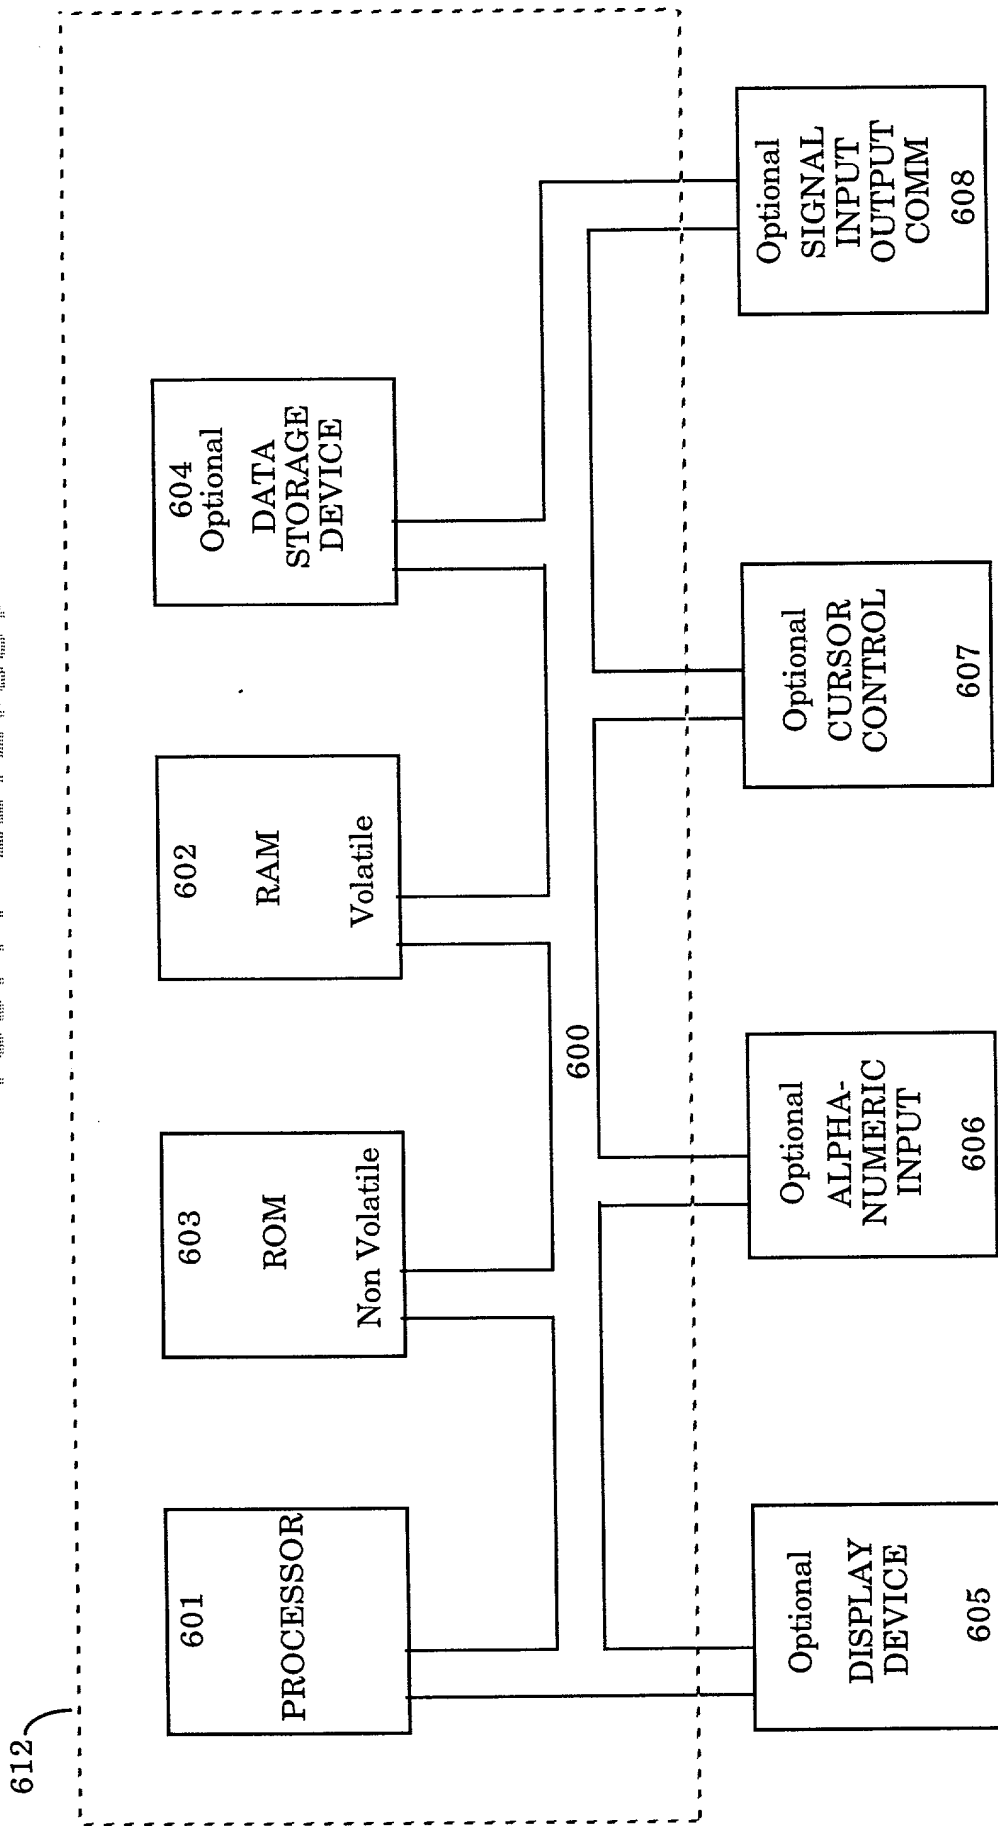 612
601
PROCESSOR
603
ROM
Non Volatile
602
RAM
Volatile
604
Optional
DATA
STORAGE
DEVICE
600
Optional
DISPLAY
DEVICE
605
Optional
ALPHA-
NUMERIC
INPUT
606
Optional
CURSOR
CONTROL
607
Optional
SIGNAL
INPUT
OUTPUT
COMM
608